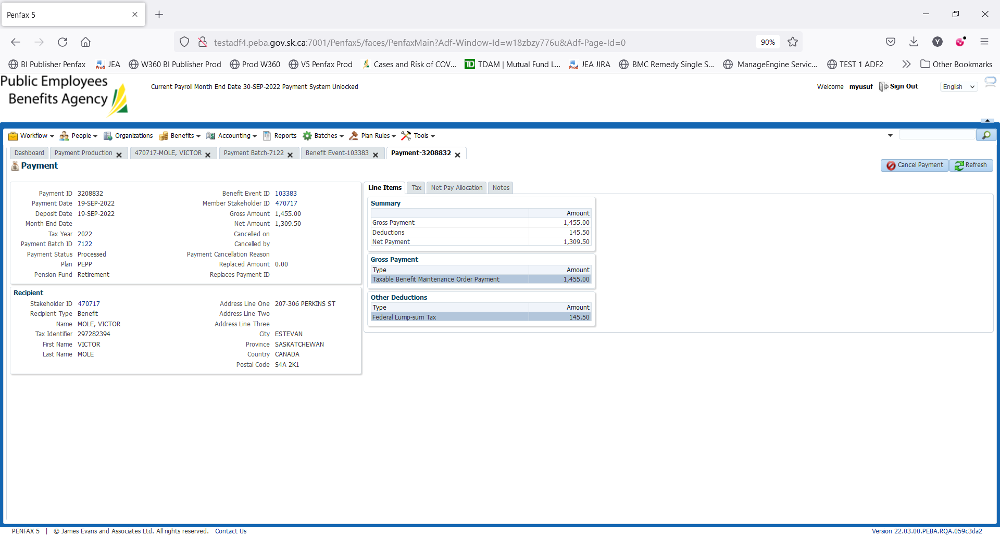 Penfax 5
testadf4.peba.gov.sk.ca:7001/Penfax5/faces/PenfaxMain?Adf-Window-Id=w18zbzy776u&Adf-Page-Id=0 90% Y
BI Publisher Penfax JEA W360 BI Publisher Prod Prod W360 V5 Penfax Prod Cases and Risk of COV... TD TDAM | Mutual Fund L... JEA JIRA BMC Remedy Single S... ManageEngine Servic... TEST 1 ADF2 Other Bookmarks
Public Employees
Benefits Agency
Current Payroll Month End Date 30-SEP-2022 Payment System Unlocked
Welcome myusuf Sign Out English
Workflow People Organizations Benefits Accounting Reports Batches Plan Rules Tools
Dashboard Payment Production 470717-MOLE, VICTOR Payment Batch-7122 Benefit Event-103383 Payment-3208832
Payment
Cancel Payment Refresh
Payment ID 3208832 Benefit Event ID 103383
Payment Date 19-SEP-2022 Member Stakeholder ID 470717
Deposit Date 19-SEP-2022 Gross Amount 1,455.00
Month End Date Net Amount 1,309.50
Tax Year 2022 Cancelled on
Payment Batch ID 7122 Cancelled by
Payment Status Processed Payment Cancellation Reason
Plan PEPP Replaced Amount 0.00
Pension Fund Retirement Replaces Payment ID
Recipient
Stakeholder ID 470717 Address Line One 207-306 PERKINS ST
Recipient Type Benefit Address Line Two
Name MOLE, VICTOR Address Line Three
Tax Identifier 297282394 City ESTEVAN
First Name VICTOR Province SASKATCHEWAN
Last Name MOLE Country CANADA
Postal Code S4A 2K1
Line Items Tax Net Pay Allocation Notes
Summary
Amount
Gross Payment 1,455.00
Deductions 145.50
Net Payment 1,309.50
Gross Payment
Type Amount
Taxable Benefit Maintenance Order Payment 1,455.00
Other Deductions
Type Amount
Federal Lump-sum Tax 145.50
PENFAX 5 | © James Evans and Associates Ltd. All rights reserved. Contact Us
Version 22.03.00.PEBA.RQA.059c3da2